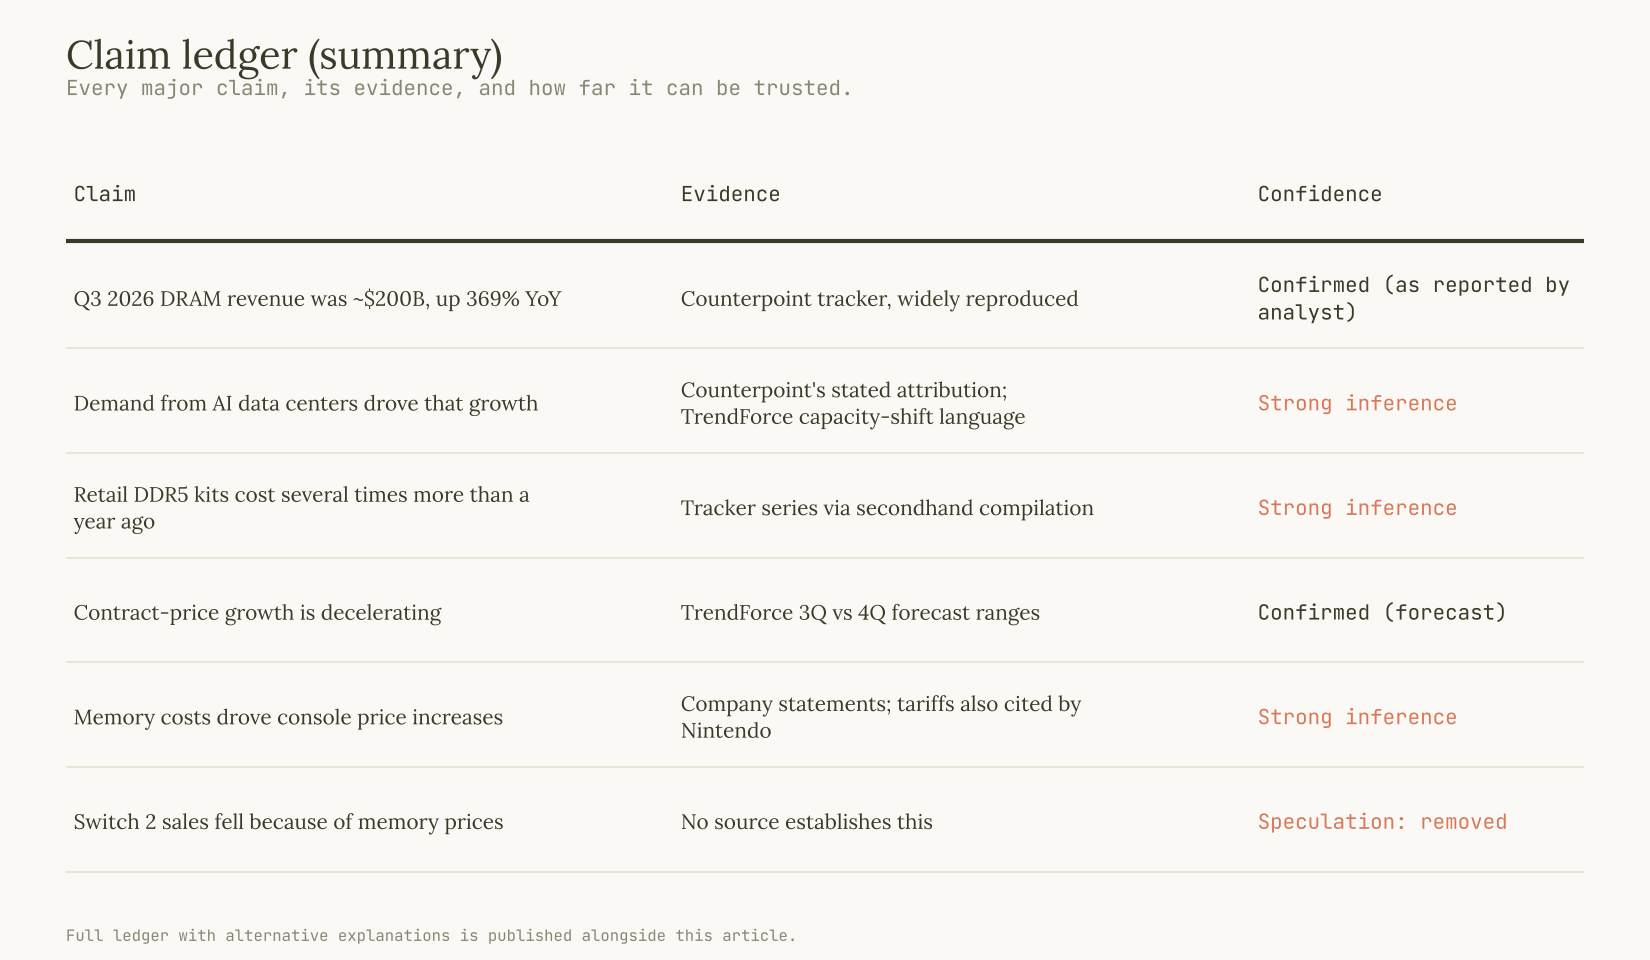 Claim ledger (summary)
Every major claim, its evidence, and how far it can be trusted.
Claim
Evidence
Confidence
Q3 2026 DRAM revenue was ~$200B, up 369% YoY
Counterpoint tracker, widely reproduced
Confirmed (as reported by
analyst)
Demand from AI data centers drove that growth
Counterpoint's stated attribution;
TrendForce capacity-shift language
Strong inference
Retail DDR5 kits cost several times more than a
year ago
Tracker series via secondhand compilation
Strong inference
Contract-price growth is decelerating
TrendForce 3Q vs 4Q forecast ranges
Confirmed (forecast)
Memory costs drove console price increases
Company statements; tariffs also cited by
Nintendo
Strong inference
Switch 2 sales fell because of memory prices
No source establishes this
Speculation: removed
Full ledger with alternative explanations is published alongside this article.